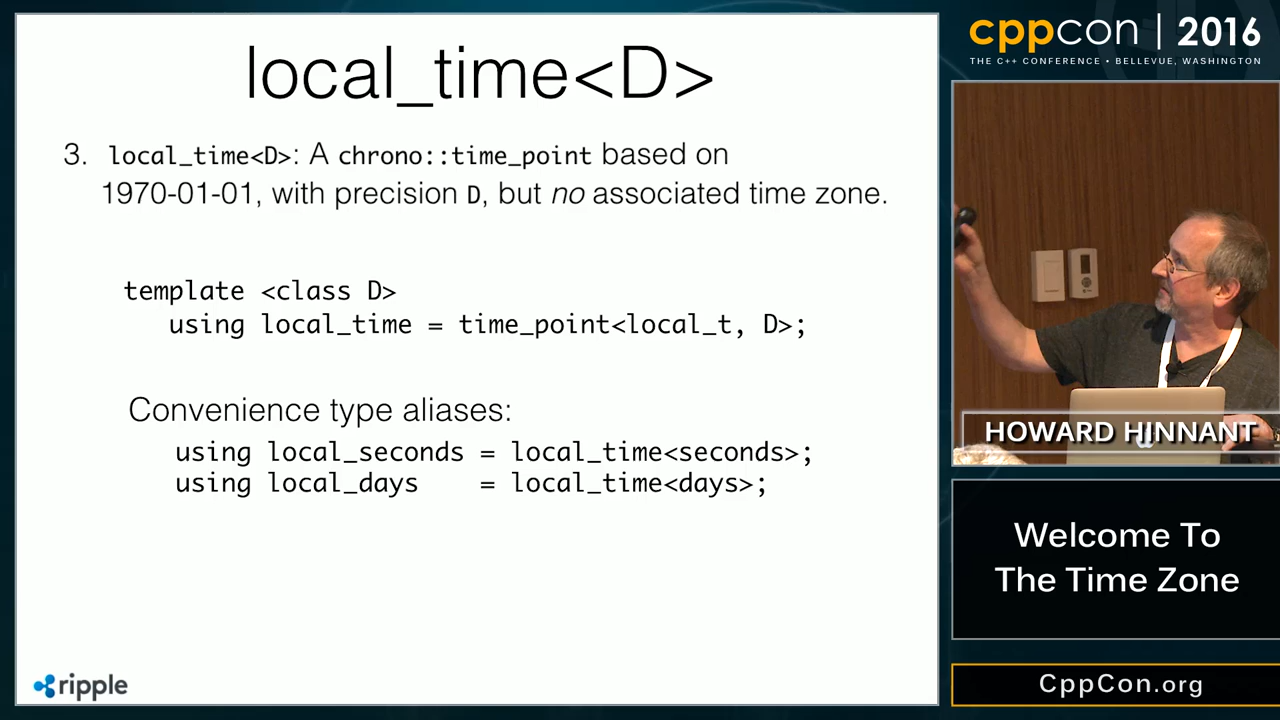 local_time<D>
3. local_time<D>: A chrono::time_point based on
1970-01-01, with precision D, but no associated time zone.
template <class D>
using local_time = time_point<local_t, D>;
Convenience type aliases:
using local_seconds = local_time<seconds>;
using local_days = local_time<days>;
ripple
cppcon | 2016
THE C++ CONFERENCE • BELLEVUE, WASHINGTON
HOWARD HINNANT
Welcome To
The Time Zone
CppCon.org